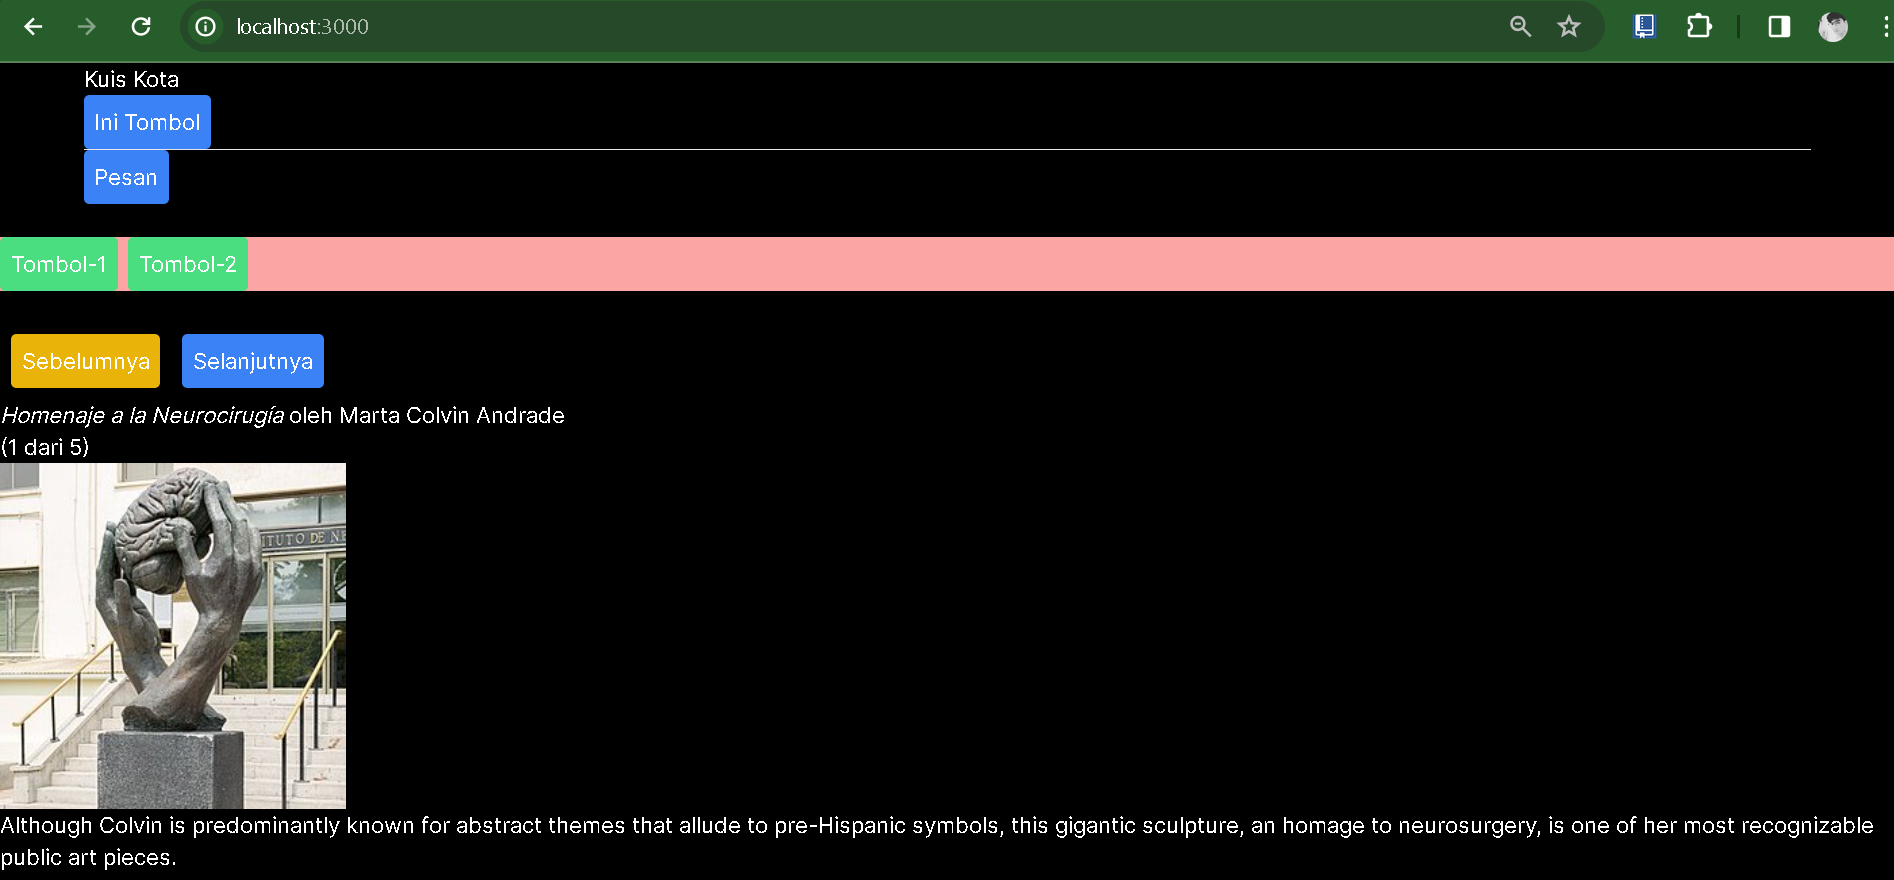 localhost:3000
Kuis Kota
Ini Tombol
Pesan
Tombol-1 Tombol-2
Sebelumnya Selanjutnya
Homenaje a la Neurocirugía oleh Marta Colvin Andrade
(1 dari 5)
ITUTO DE NE
Although Colvin is predominantly known for abstract themes that allude to pre-Hispanic symbols, this gigantic sculpture, an homage to neurosurgery, is one of her most recognizable
public art pieces.